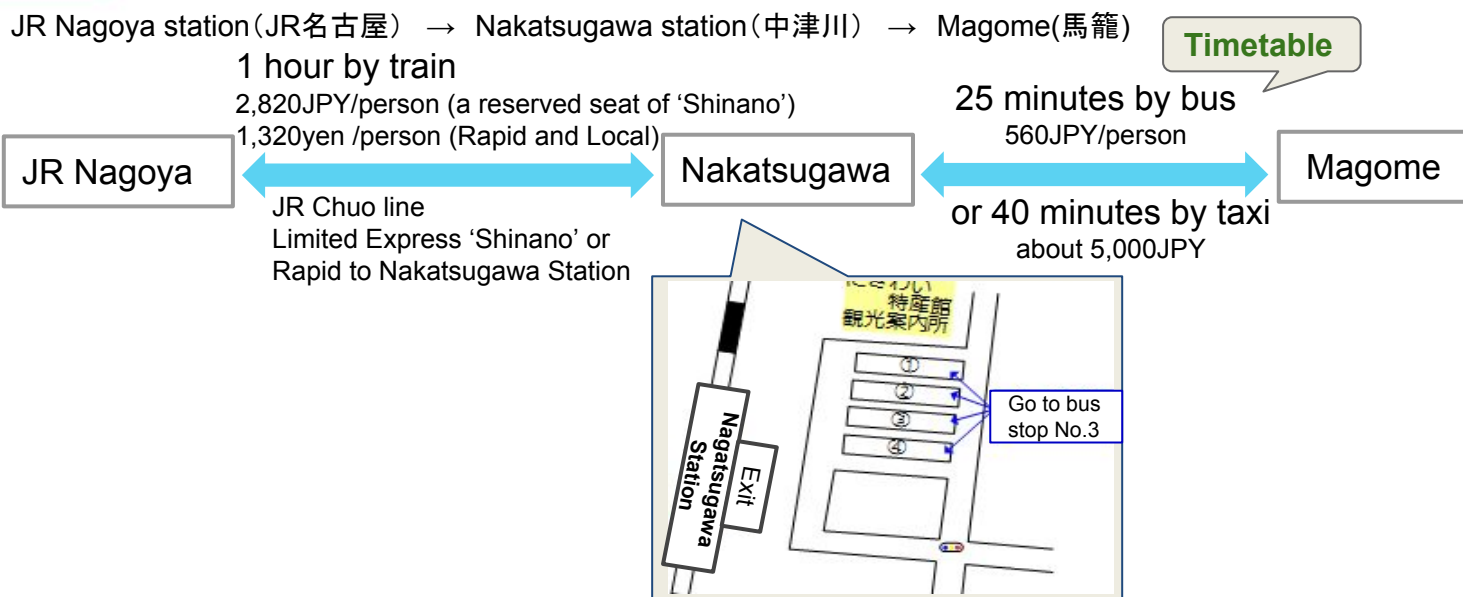 JR Nagoya station（JR名古屋） → Nakatsugawa station（中津川） → Magome(馬籠)
Timetable
1 hour by train
2,820JPY/person (a reserved seat of ‘Shinano’)
1,320yen /person (Rapid and Local)
25 minutes by bus
560JPY/person
JR Nagoya
Nakatsugawa
Magome
JR Chuo line
Limited Express ‘Shinano’ or
Rapid to Nakatsugawa Station
or 40 minutes by taxi
about 5,000JPY
にぎわい
特産館
観光案内所
①
②
③
④
Go to bus
stop No.3
Nagatsugawa
Station
Exit